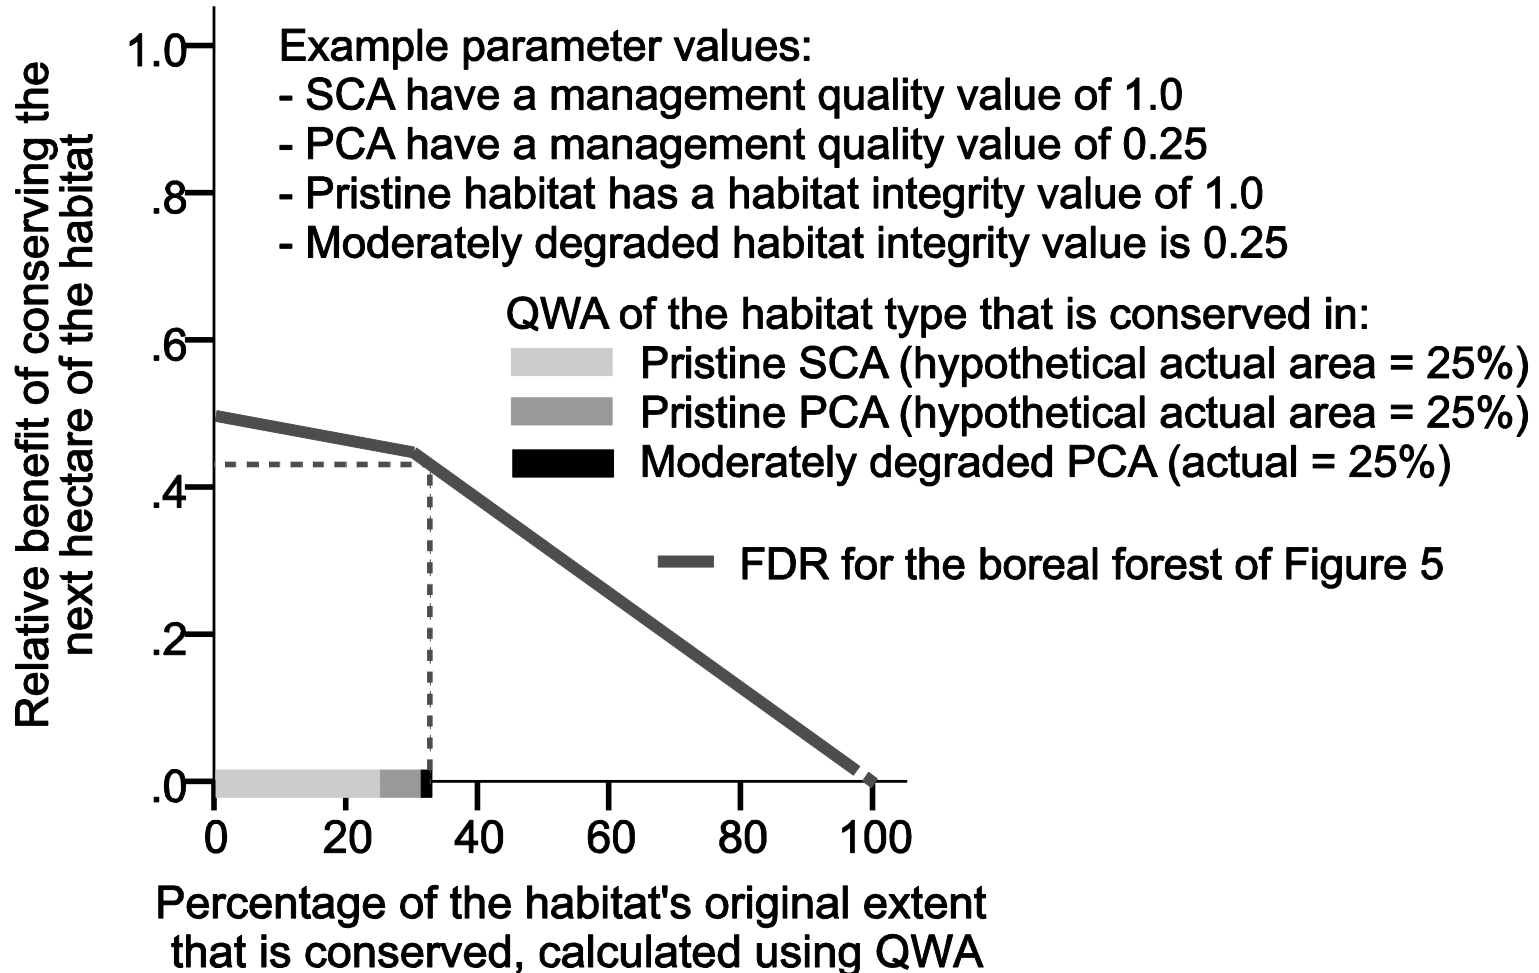 Relative benefit of conserving the
next hectare of the habitat
1.0
.8
.6
.4
.2
.0
Example parameter values:
- SCA have a management quality value of 1.0
- PCA have a management quality value of 0.25
- Pristine habitat has a habitat integrity value of 1.0
- Moderately degraded habitat integrity value is 0.25
QWA of the habitat type that is conserved in:
Pristine SCA (hypothetical actual area = 25%)
Pristine PCA (hypothetical actual area = 25%)
Moderately degraded PCA (actual = 25%)
FDR for the boreal forest of Figure 5
0 20 40 60 80 100
Percentage of the habitat's original extent
that is conserved, calculated using QWA